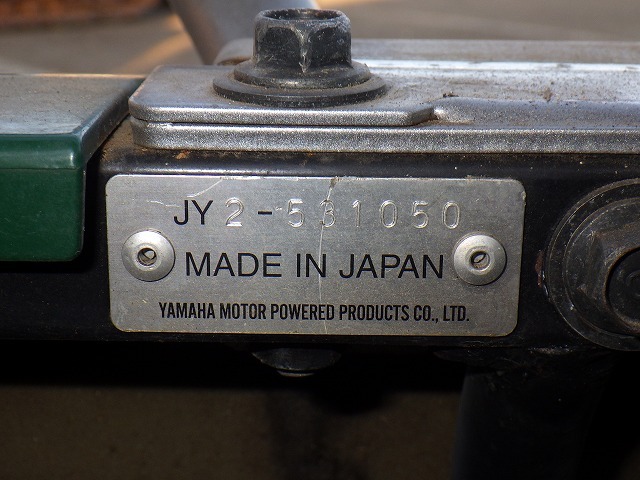 JY2-531050
MADE IN JAPAN
YAMAHA MOTOR POWERED PRODUCTS CO., LTD.